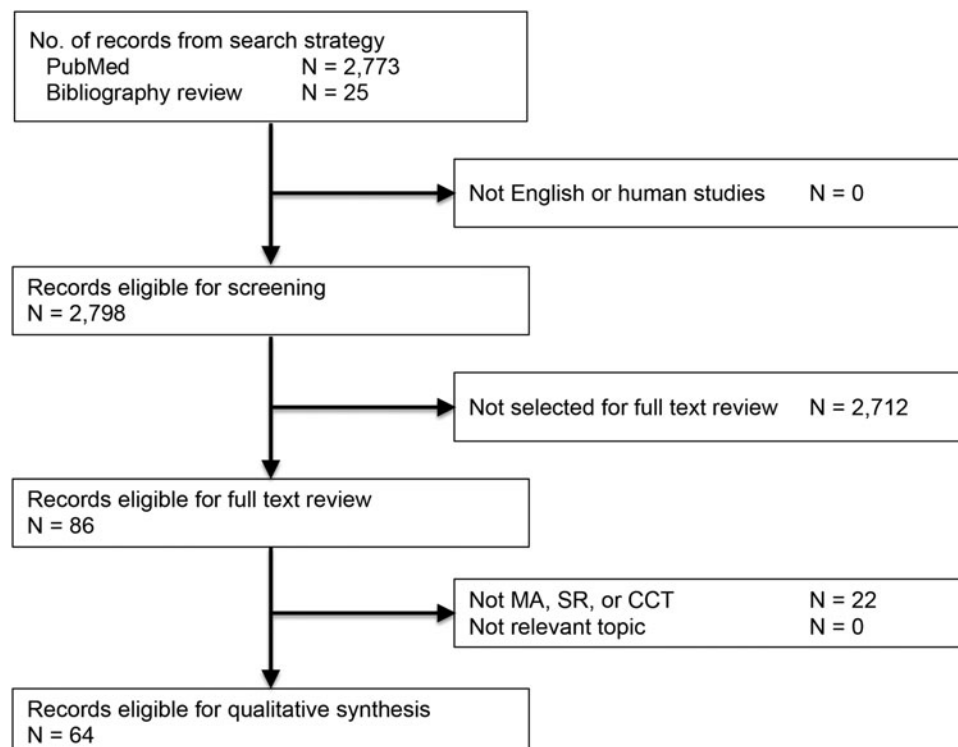 No. of records from search strategy
PubMed N = 2,773
Bibliography review N = 25
Not English or human studies N = 0
Records eligible for screening
N = 2,798
Not selected for full text review N = 2,712
Records eligible for full text review
N = 86
Not MA, SR, or CCT N = 22
Not relevant topic N = 0
Records eligible for qualitative synthesis
N = 64